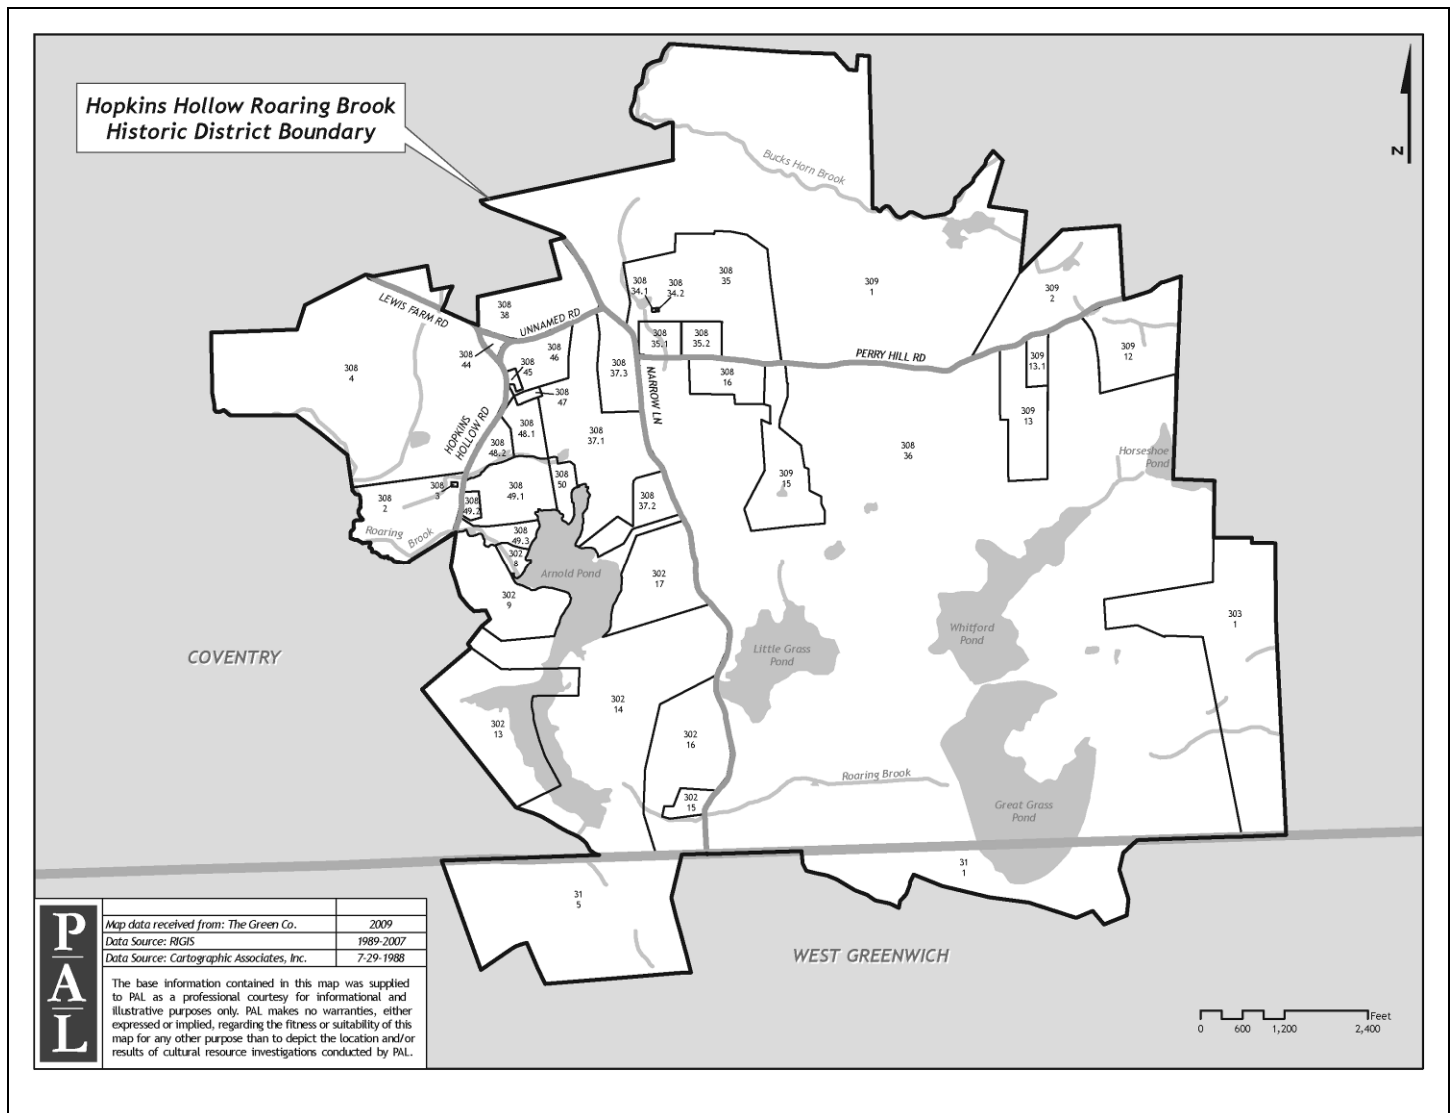 Hopkins Hollow Roaring Brook
Historic District Boundary
N
Bucks Horn Brook
LEWIS FARM RD
UNNAMED RD
308
38
308
34.1
308
34.2
308
35
309
1
309
2
308
4
308
44
308
45
308
46
308
47
308
37.3
308
35.1
308
35.2
PERRY HILL RD
308
16
309
12
309
13.1
309
13
HOPKINS
HOLLOW RD
NARROW LN
308
48.1
308
48.2
308
37.1
308
36
309
15
Horseshoe
Pond
308
2
308
3
308
49.2
308
49.1
308
50
308
37.2
Roaring
Brook
308
49.3
302
8
Arnold Pond
302
9
302
17
303
1
COVENTRY
Little Grass
Pond
Whitford
Pond
302
14
302
13
302
16
302
15
Roaring Brook
Great Grass
Pond
31
1
31
5
WEST GREENWICH
PAL
Map data received from: The Green Co. 2009
Data Source: RIGIS 1989-2007
Data Source: Cartographic Associates, Inc. 7-29-1988
The base information contained in this map was supplied
to PAL as a professional courtesy for informational and
illustrative purposes only. PAL makes no warranties, either
expressed or implied, regarding the fitness or suitability of this
map for any other purpose than to depict the location and/or
results of cultural resource investigations conducted by PAL.
Feet
0 600 1,200 2,400